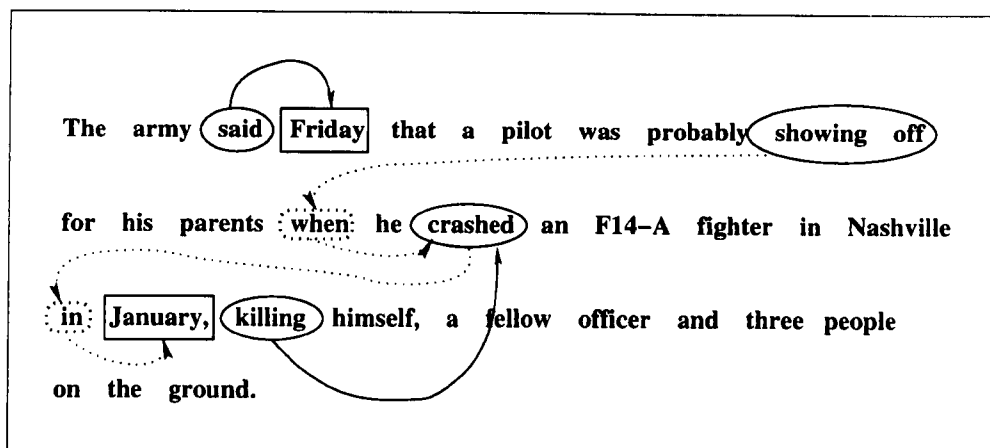 The army said Friday that a pilot was probably showing off
for his parents when he crashed an F14–A fighter in Nashville
in January, killing himself, a fellow officer and three people
on the ground.